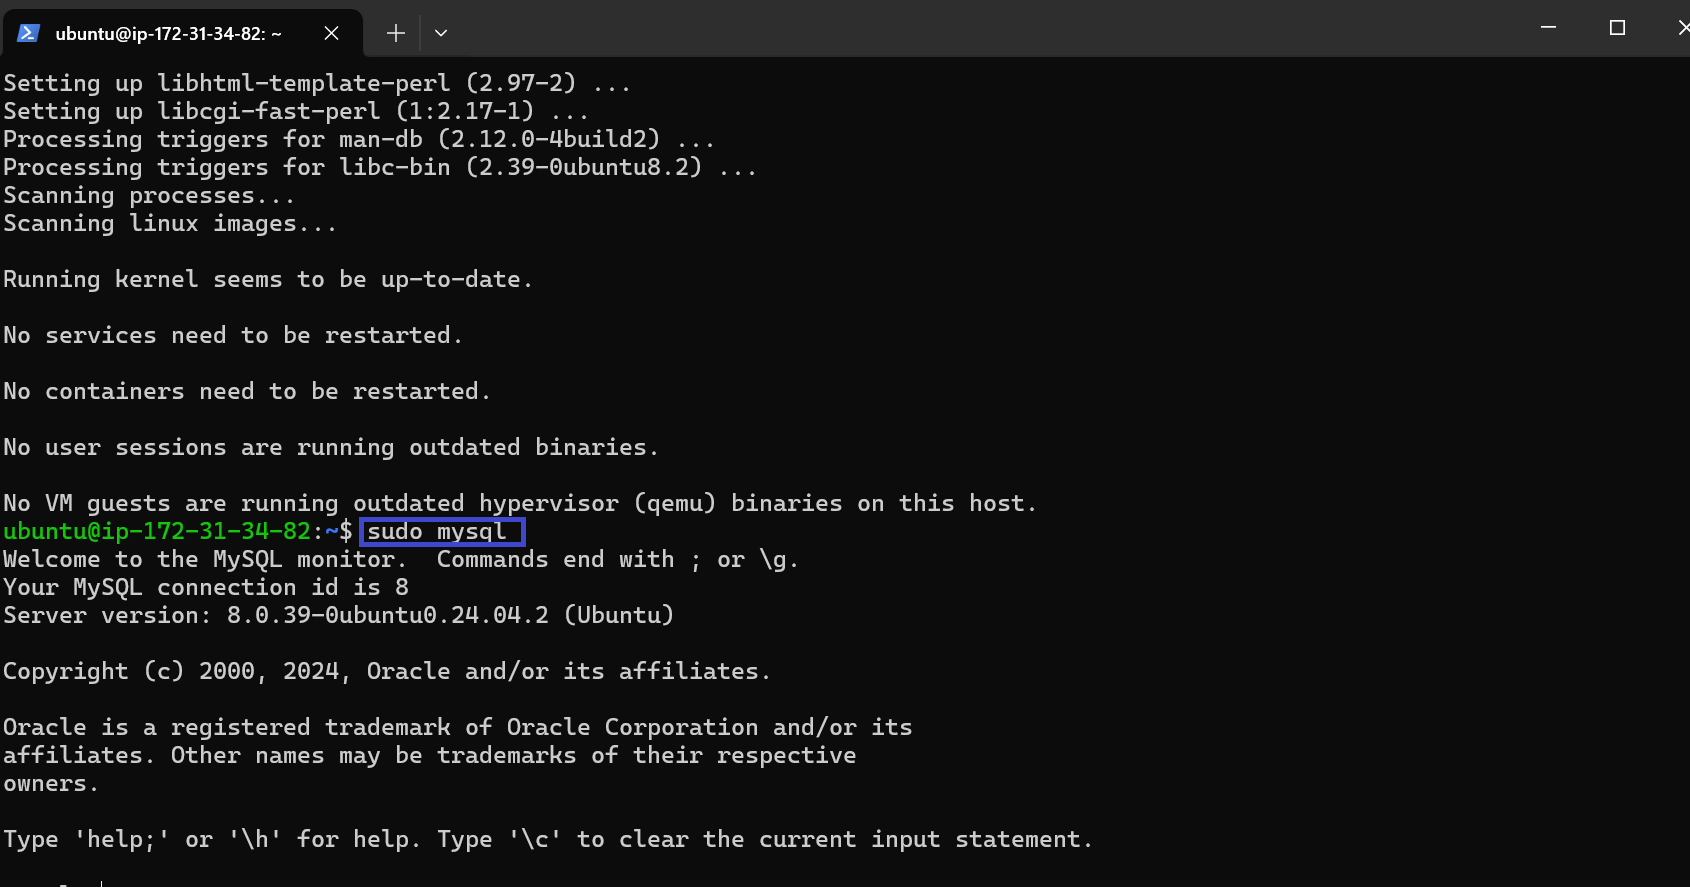 ubuntu@ip-172-31-34-82: ~
Setting up libhtml-template-perl (2.97-2) ...
Setting up libcgi-fast-perl (1:2.17-1) ...
Processing triggers for man-db (2.12.0-4build2) ...
Processing triggers for libc-bin (2.39-0ubuntu8.2) ...
Scanning processes...
Scanning linux images...
Running kernel seems to be up-to-date.
No services need to be restarted.
No containers need to be restarted.
No user sessions are running outdated binaries.
No VM guests are running outdated hypervisor (qemu) binaries on this host.
ubuntu@ip-172-31-34-82:~$ sudo mysql
Welcome to the MySQL monitor.  Commands end with ; or \g.
Your MySQL connection id is 8
Server version: 8.0.39-0ubuntu0.24.04.2 (Ubuntu)
Copyright (c) 2000, 2024, Oracle and/or its affiliates.
Oracle is a registered trademark of Oracle Corporation and/or its
affiliates. Other names may be trademarks of their respective
owners.
Type 'help;' or '\h' for help. Type '\c' to clear the current input statement.